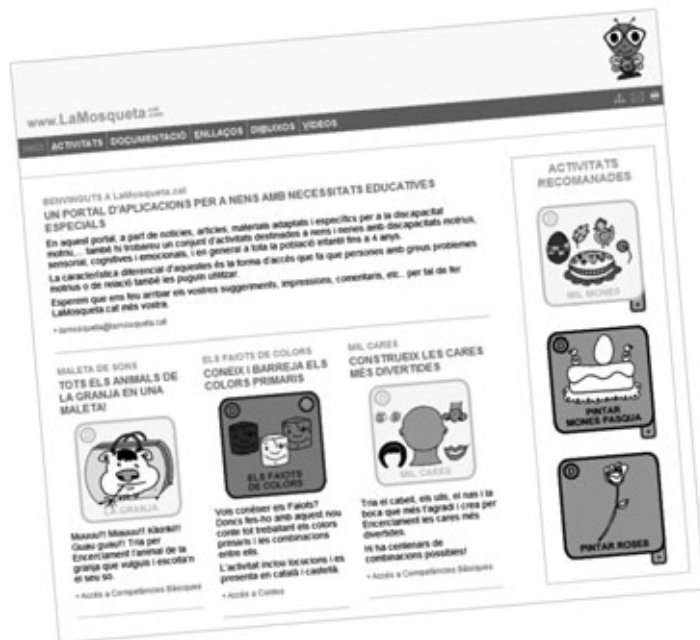 www.LaMosqueta
INICI ACTIVITATS DOCUMENTACIÓ ENLLAÇOS DIBUIXOS VÍDEOS
BENVINGUTS A LaMosqueta.cat
UN PORTAL D'APLICACIONS PER A NENS AMB NECESSITATS EDUCATIVES
ESPECIALS
En aquest portal, a part de notícies, articles, materials adaptats i específics per a la discapacitat
motriu,... també hi trobareu un conjunt d'activitats destinades a nens i nenes amb discapacitats motrius,
sensorial, cognitives i emocionals, i en general a tota la població infantil fins a 4 anys.
La característica diferencial d'aquestes és la forma d'accés que fa que persones amb greus problemes
motrius o de relació també les puguin utilitzar.
Esperem que ens feu arribar els vostres suggeriments, impressions, comentaris, etc.. per tal de fer
LaMosqueta.cat més vostra.
• lamosqueta@lamosqueta.cat
MALETA DE SONS
TOTS ELS ANIMALS DE
LA GRANJA EN UNA
MALETA!
LA GRANJA
Muuuu!!! Miauuu!! Kikiriki!!!
Guau guau!! Tria per
Encerclament l'animal de la
granja que vulguis i escolta'n
el seu so.
• Accés a Competències Bàsiques
ELS FAIOTS DE COLORS
CONEIX I BARREJA ELS
COLORS PRIMARIS
ELS FAIOTS
DE COLORS
Vols conèixer els Faiots?
Doncs fes-ho amb aquest nou
conte tot treballant els colors
primaris i les combinacions
entre ells.
L'activitat inclou locucions i es
presenta en català i castellà.
• Accés a Contes
MIL CARES
CONSTRUEIX LES CARES
MÉS DIVERTIDES
MIL CARES
Tria el cabell, els ulls, el nas i la
boca que més t'agradi i crea per
Encerclament les cares més
divertides.
Hi ha centenars de
combinacions possibles!
• Accés a Competències Bàsiques
ACTIVITATS
RECOMANADES
MIL MONES
PINTAR
MONES PASQUA
PINTAR ROSES